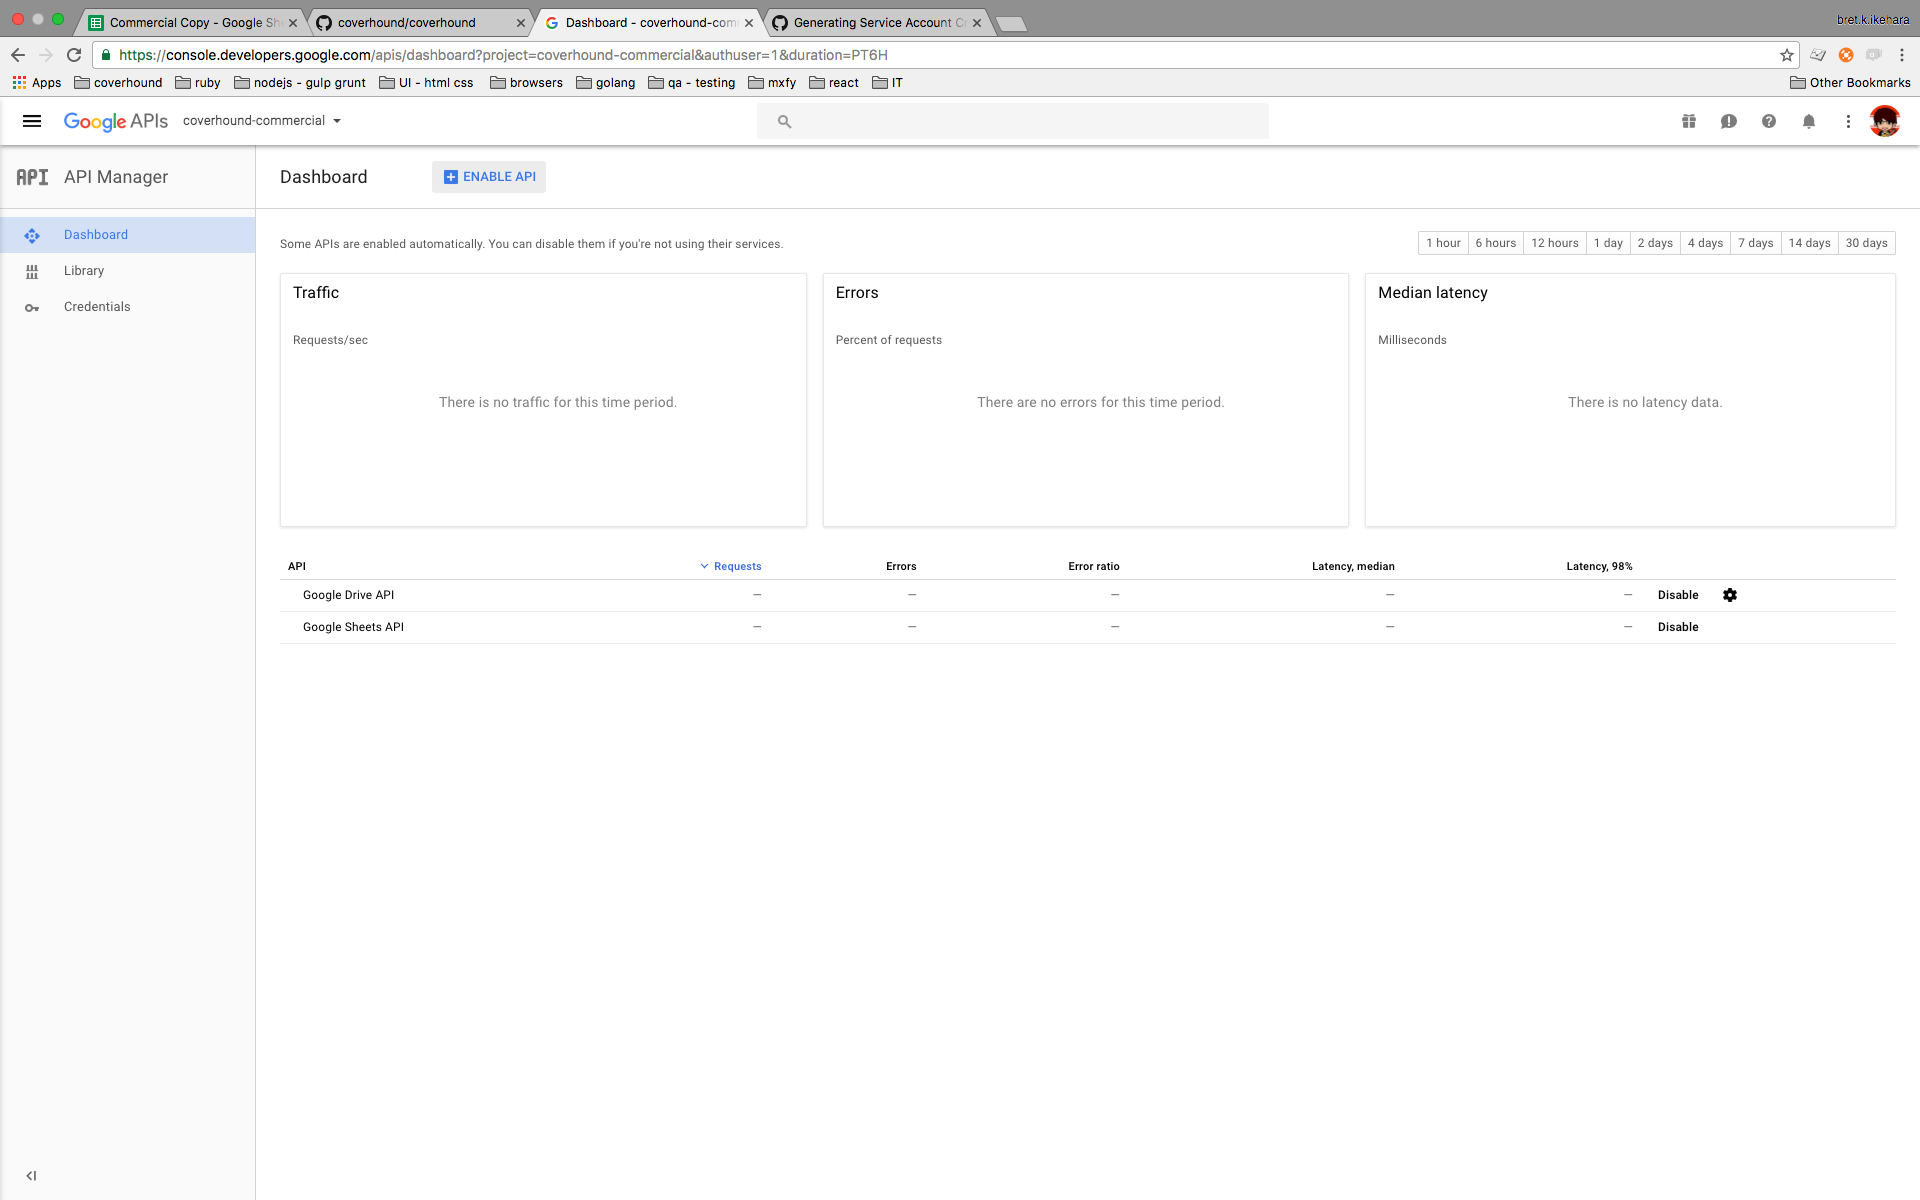 Commercial Copy - Google She
coverhound/coverhound
Dashboard - coverhound-comm
Generating Service Account C
bret.k.ikehara
https://console.developers.google.com/apis/dashboard?project=coverhound-commercial&authuser=1&duration=PT6H
Apps coverhound ruby nodejs - gulp grunt UI - html css browsers golang qa - testing mxfy react IT Other Bookmarks
Google APIs coverhound-commercial
API API Manager
Dashboard ENABLE API
Dashboard
Library
Credentials
Some APIs are enabled automatically. You can disable them if you're not using their services.
1 hour 6 hours 12 hours 1 day 2 days 4 days 7 days 14 days 30 days
Traffic
Requests/sec
There is no traffic for this time period.
Errors
Percent of requests
There are no errors for this time period.
Median latency
Milliseconds
There is no latency data.
API Requests Errors Error ratio Latency, median Latency, 98%
Google Drive API – – – – – Disable
Google Sheets API – – – – – Disable